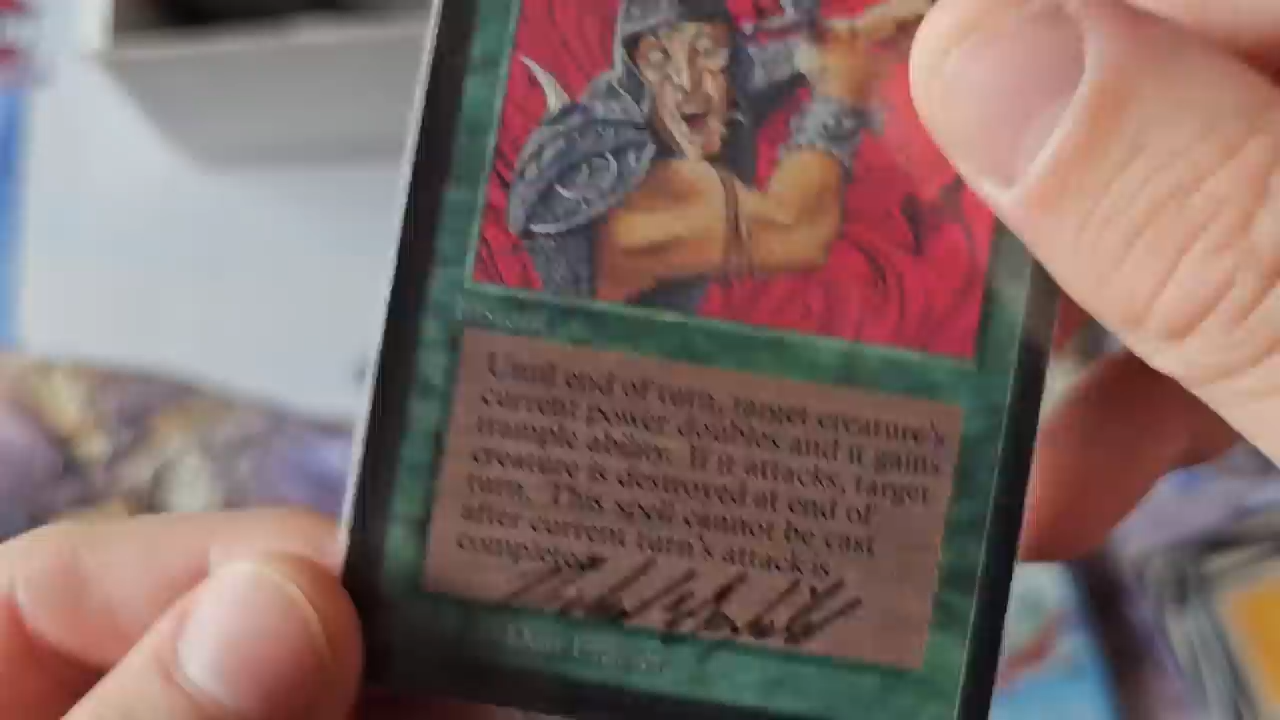 Until end of turn, target creature's
current power doubles and it gains
trample ability. If it attacks, target
creature is destroyed at end of
turn. This spell cannot be cast
after current turn's attack is
completed